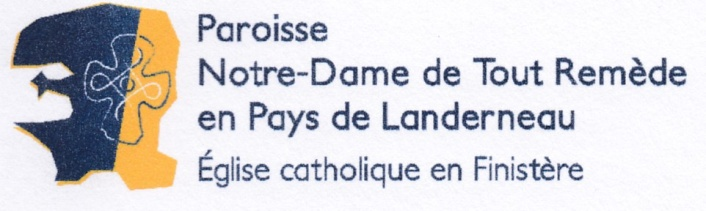 Paroisse
Notre-Dame de Tout Remède
en Pays de Landerneau
Église catholique en Finistère